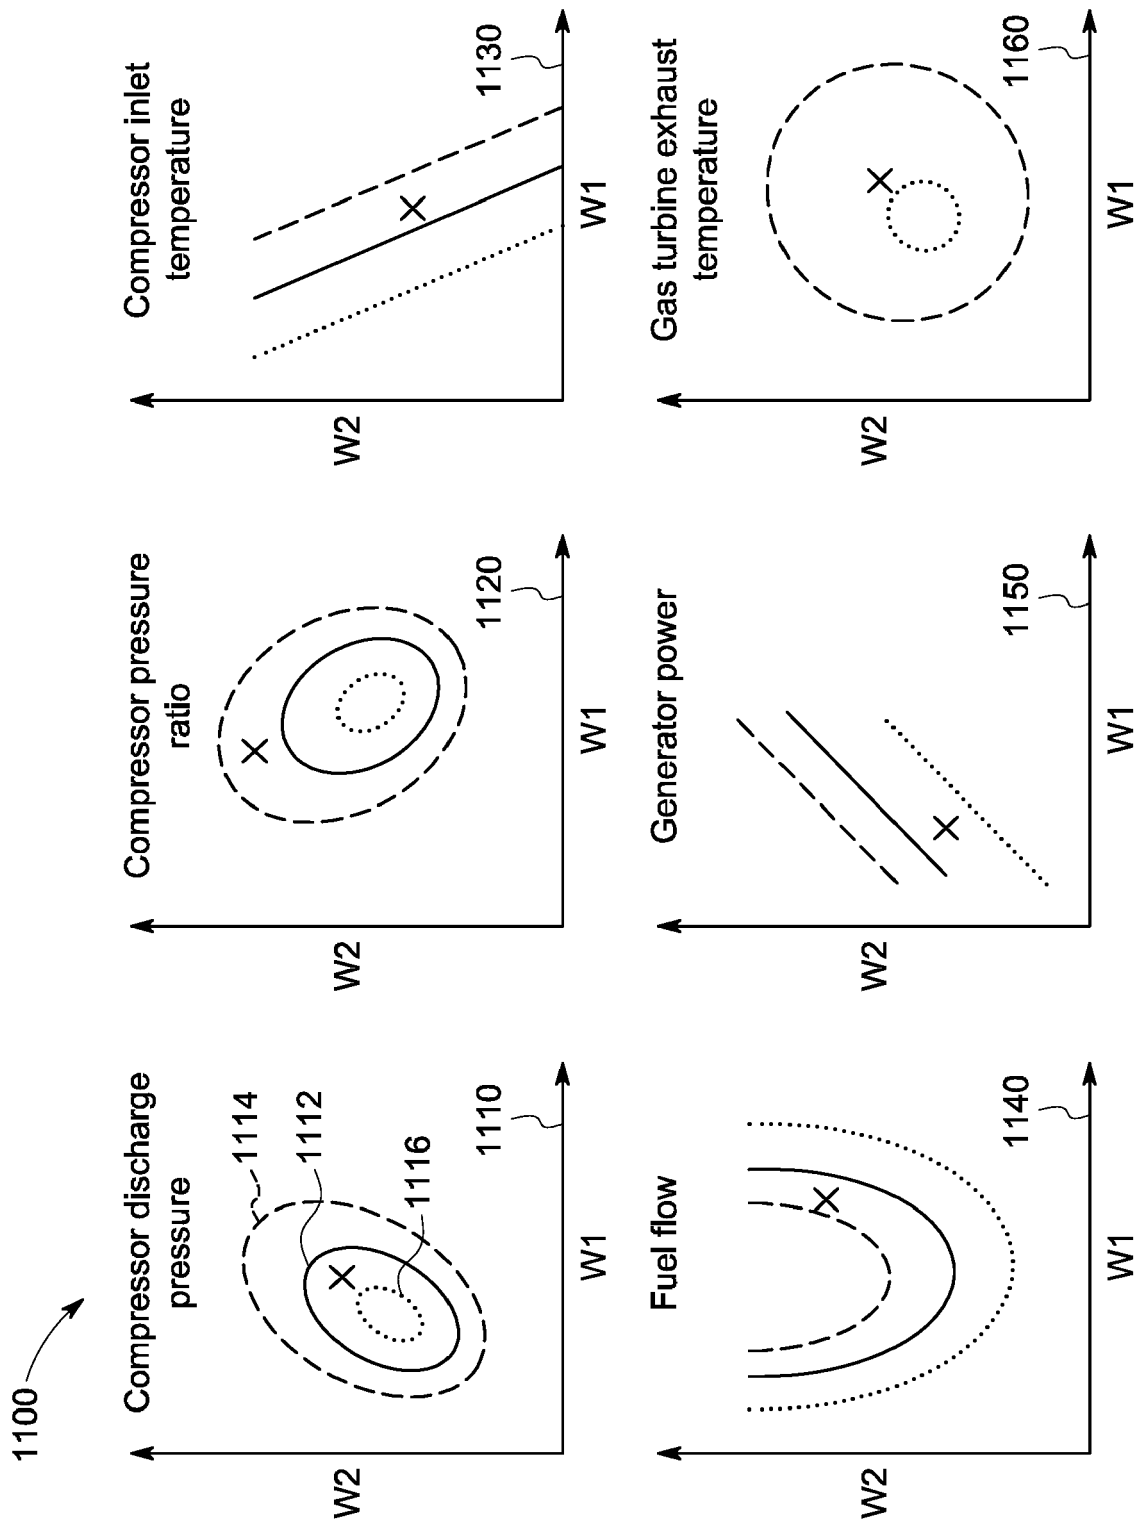 1100
Compressor discharge
pressure
1114
1112
1116
1110
W2
W1
Compressor pressure
ratio
1120
W2
W1
Compressor inlet
temperature
1130
W2
W1
Fuel flow
1140
W2
W1
Generator power
1150
W2
W1
Gas turbine exhaust
temperature
1160
W2
W1